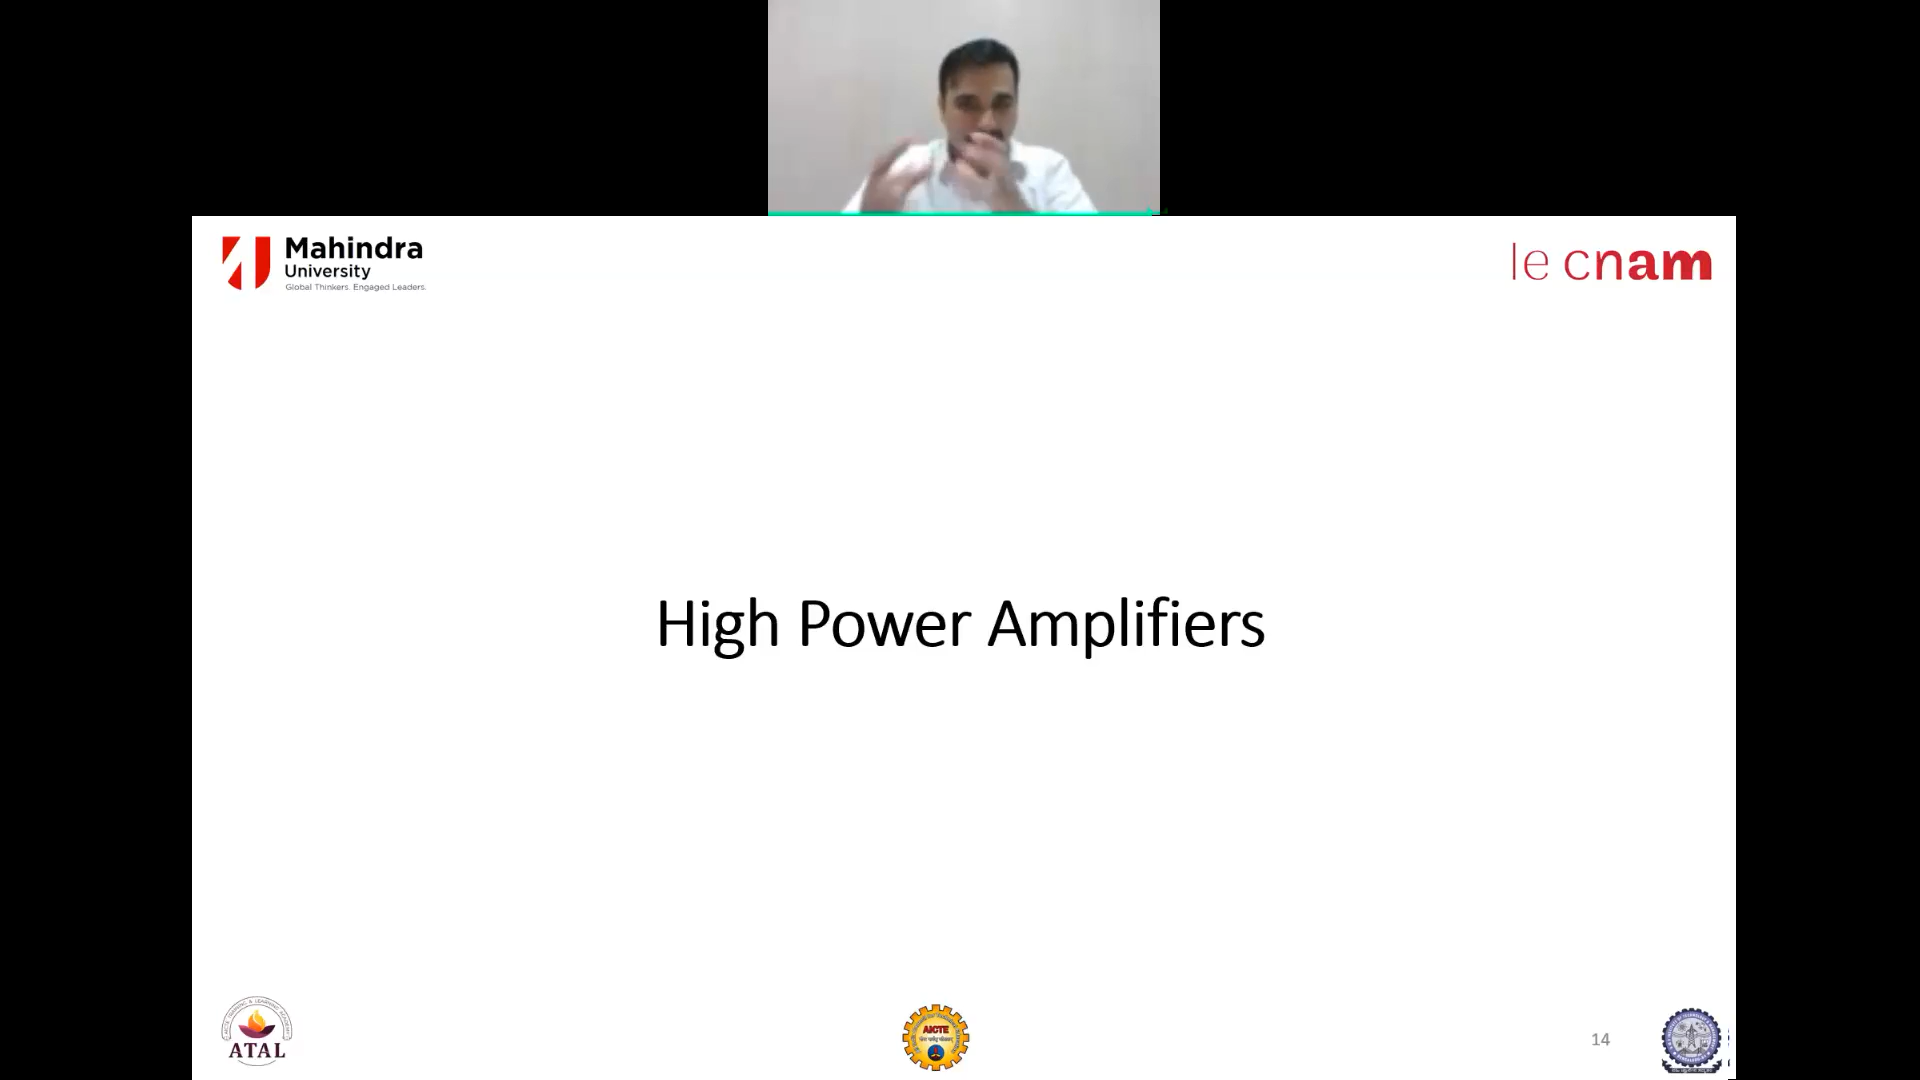 Mahindra
University
Global Thinkers. Engaged Leaders.
le cnam
High Power Amplifiers
ATAL
AICTE
14